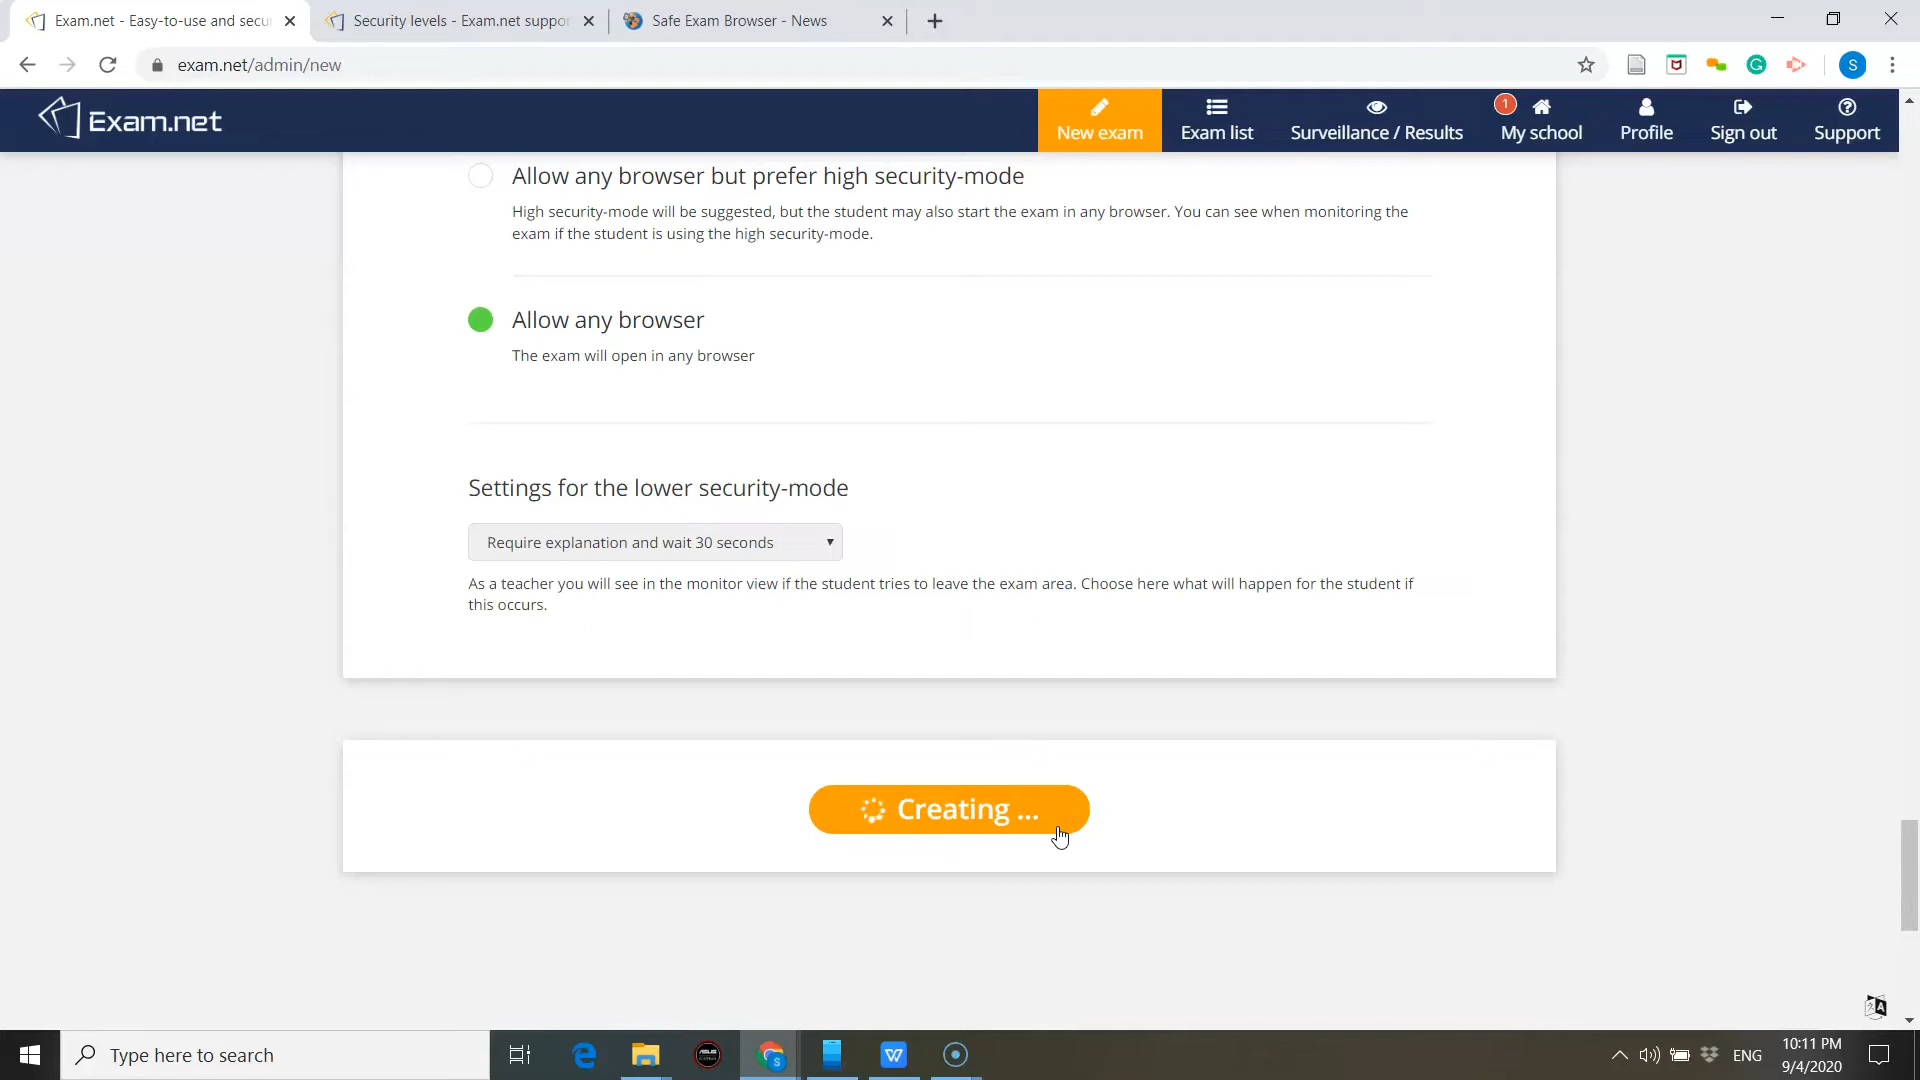 Exam.net - Easy-to-use and secu
Security levels - Exam.net suppo
Safe Exam Browser - News
exam.net/admin/new
S
Exam.net
New exam
Exam list
Surveillance / Results
1
My school
Profile
Sign out
Support
Allow any browser but prefer high security-mode
High security-mode will be suggested, but the student may also start the exam in any browser. You can see when monitoring the
exam if the student is using the high security-mode.
Allow any browser
The exam will open in any browser
Settings for the lower security-mode
Require explanation and wait 30 seconds
As a teacher you will see in the monitor view if the student tries to leave the exam area. Choose here what will happen for the student if
this occurs.
Creating ...
Type here to search
ENG
10:11 PM
9/4/2020